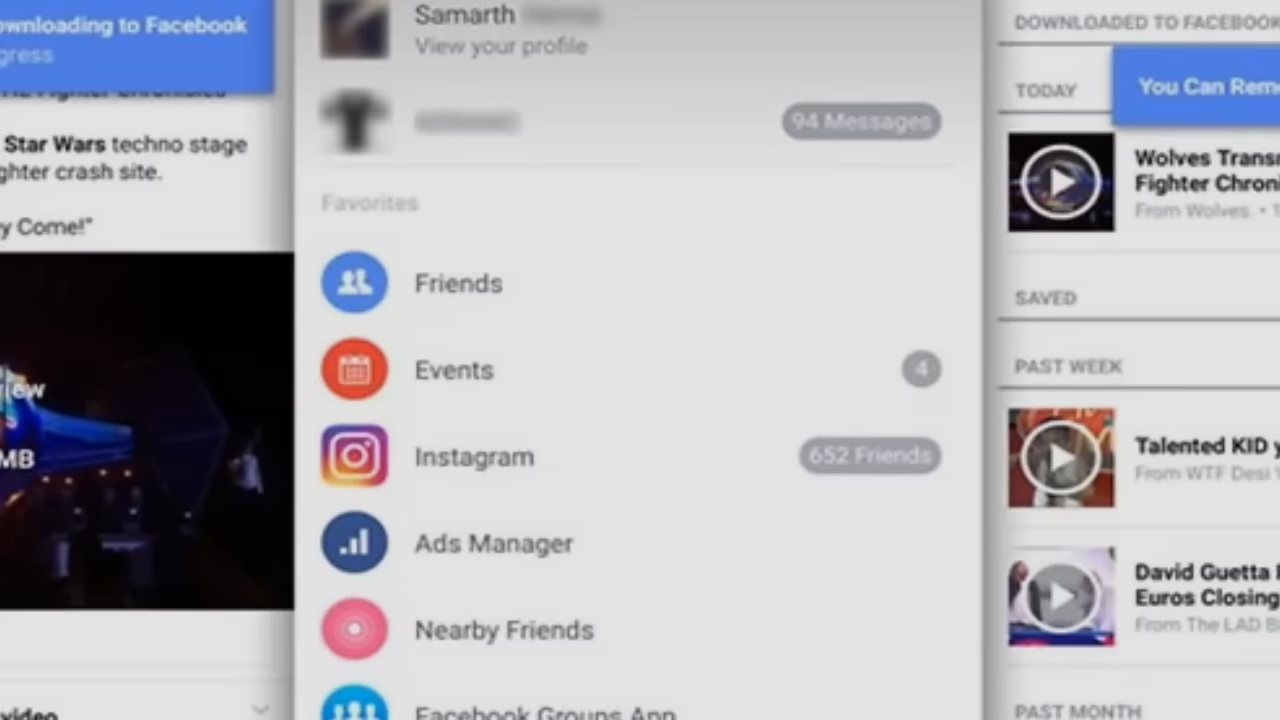 ownloading to Facebook
gress
Star Wars techno stage
ghter crash site.
y Come!"
iew
MB
video
Samarth
View your profile
94 Messages
Favorites
Friends
Events
4
Instagram
652 Friends
Ads Manager
Nearby Friends
Facebook Groups App
DOWNLOADED TO FACEBOOK
TODAY
You Can Rem
Wolves Trans
Fighter Chron
From Wolves. •
SAVED
PAST WEEK
Talented KID y
From WTF Desi
David Guetta
Euros Closing
From The LAD B
PAST MONTH